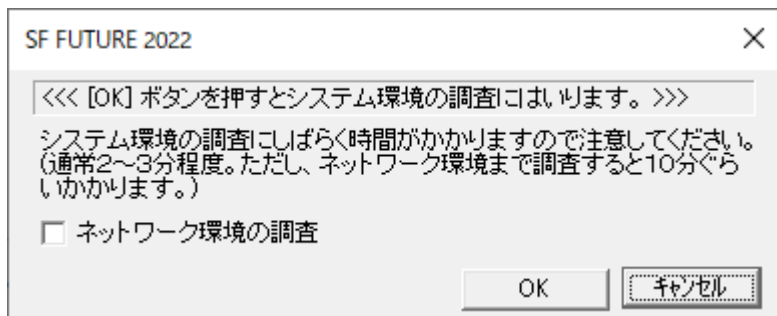 SF FUTURE 2022
<<< [OK] ボタンを押すとシステム環境の調査にはいります。 >>>
システム環境の調査にしばらく時間がかかりますので注意してください。
(通常2～3分程度。ただし、ネットワーク環境まで調査すると10分ぐら
いかかります。)
ネットワーク環境の調査
OK
キャンセル